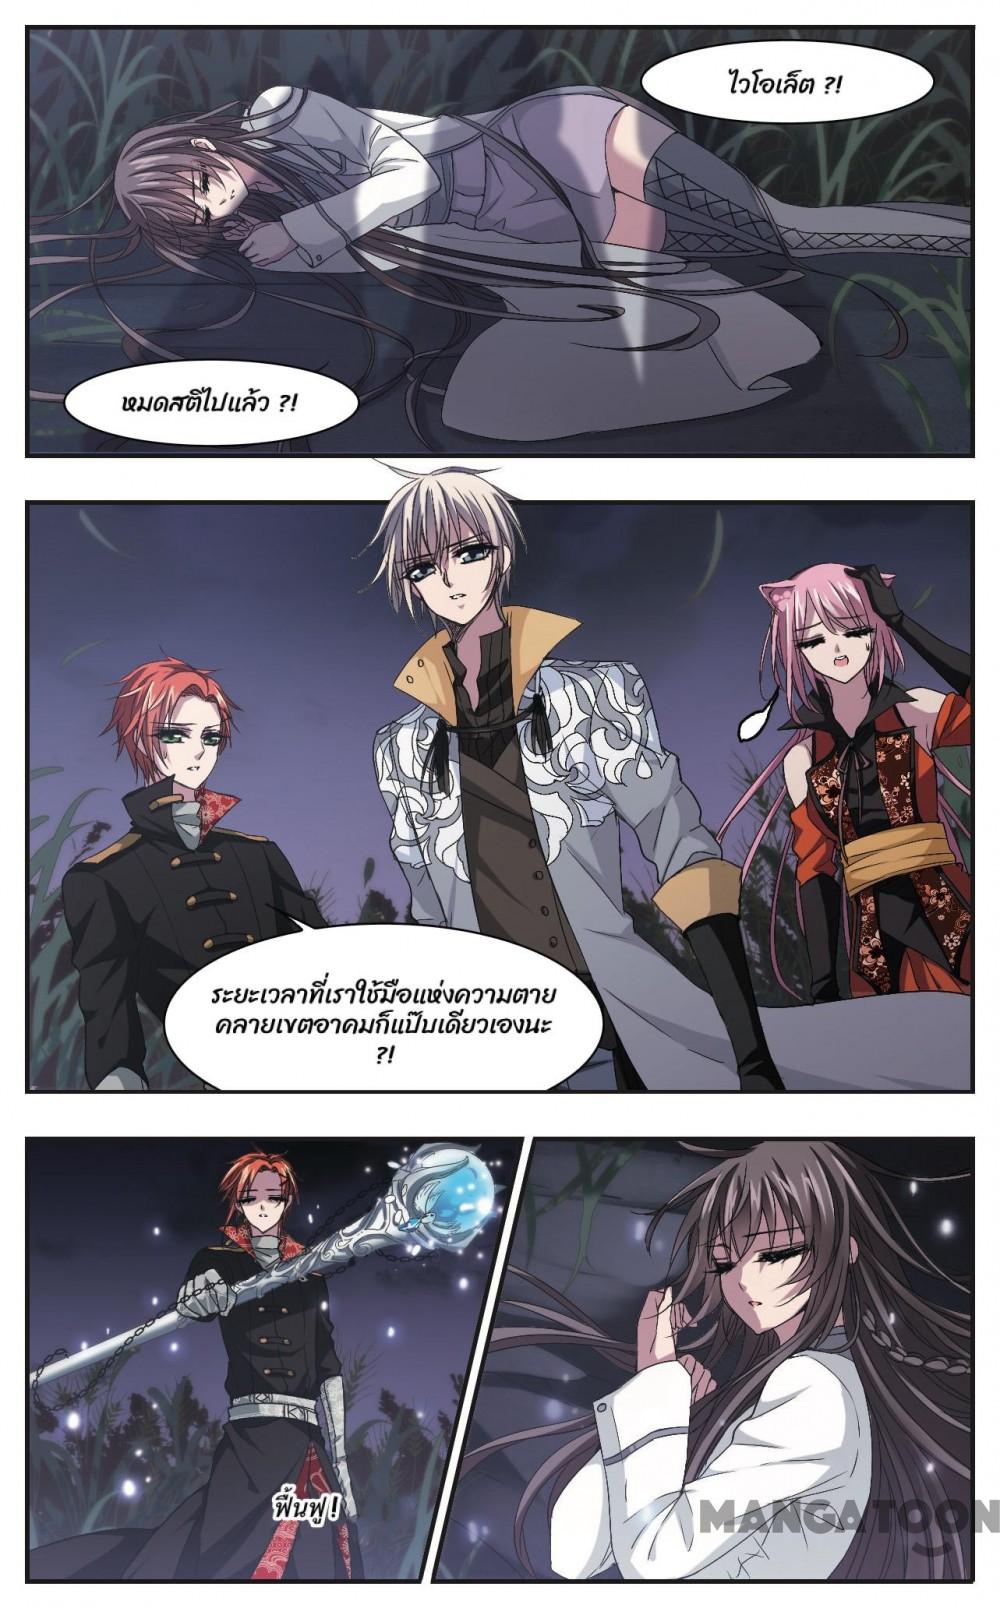 ไวโอเล็ต ?!
หมดสติไปแล้ว ?!
ระยะเวลาที่เราใช้มือแห่งความตาย
คลายเขตอาคมก็แป๊บเดียวเองนะ
?!
ฟื้นฟู !
MANGATOON